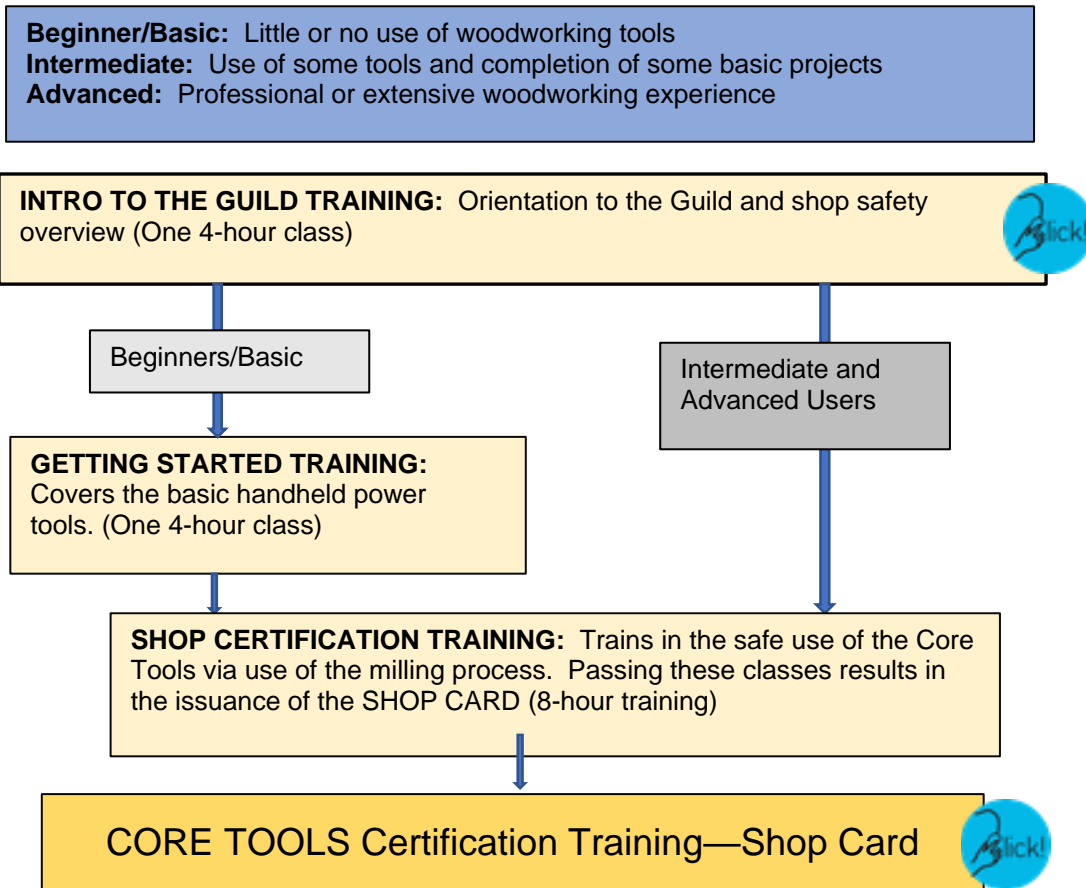 Beginner/Basic: Little or no use of woodworking tools
Intermediate: Use of some tools and completion of some basic projects
Advanced: Professional or extensive woodworking experience
INTRO TO THE GUILD TRAINING: Orientation to the Guild and shop safety
overview (One 4-hour class)
Click!
Beginners/Basic
Intermediate and
Advanced Users
GETTING STARTED TRAINING:
Covers the basic handheld power
tools. (One 4-hour class)
SHOP CERTIFICATION TRAINING: Trains in the safe use of the Core
Tools via use of the milling process. Passing these classes results in
the issuance of the SHOP CARD (8-hour training)
CORE TOOLS Certification Training—Shop Card
Click!